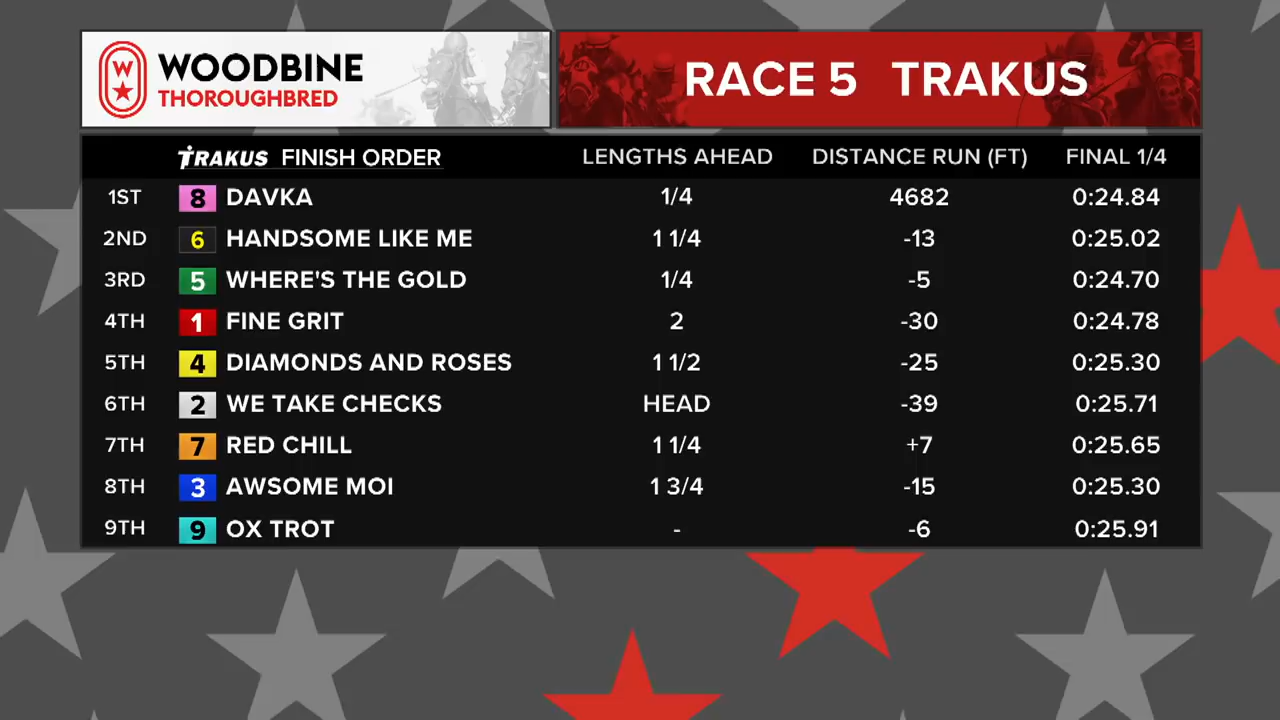 W
WOODBINE
THOROUGHBRED
RACE 5 TRAKUS
TRAKUS FINISH ORDER LENGTHS AHEAD DISTANCE RUN (FT) FINAL 1/4
1ST 8 DAVKA 1/4 4682 0:24.84
2ND 6 HANDSOME LIKE ME 1 1/4 -13 0:25.02
3RD 5 WHERE'S THE GOLD 1/4 -5 0:24.70
4TH 1 FINE GRIT 2 -30 0:24.78
5TH 4 DIAMONDS AND ROSES 1 1/2 -25 0:25.30
6TH 2 WE TAKE CHECKS HEAD -39 0:25.71
7TH 7 RED CHILL 1 1/4 +7 0:25.65
8TH 3 AWSOME MOI 1 3/4 -15 0:25.30
9TH 9 OX TROT - -6 0:25.91